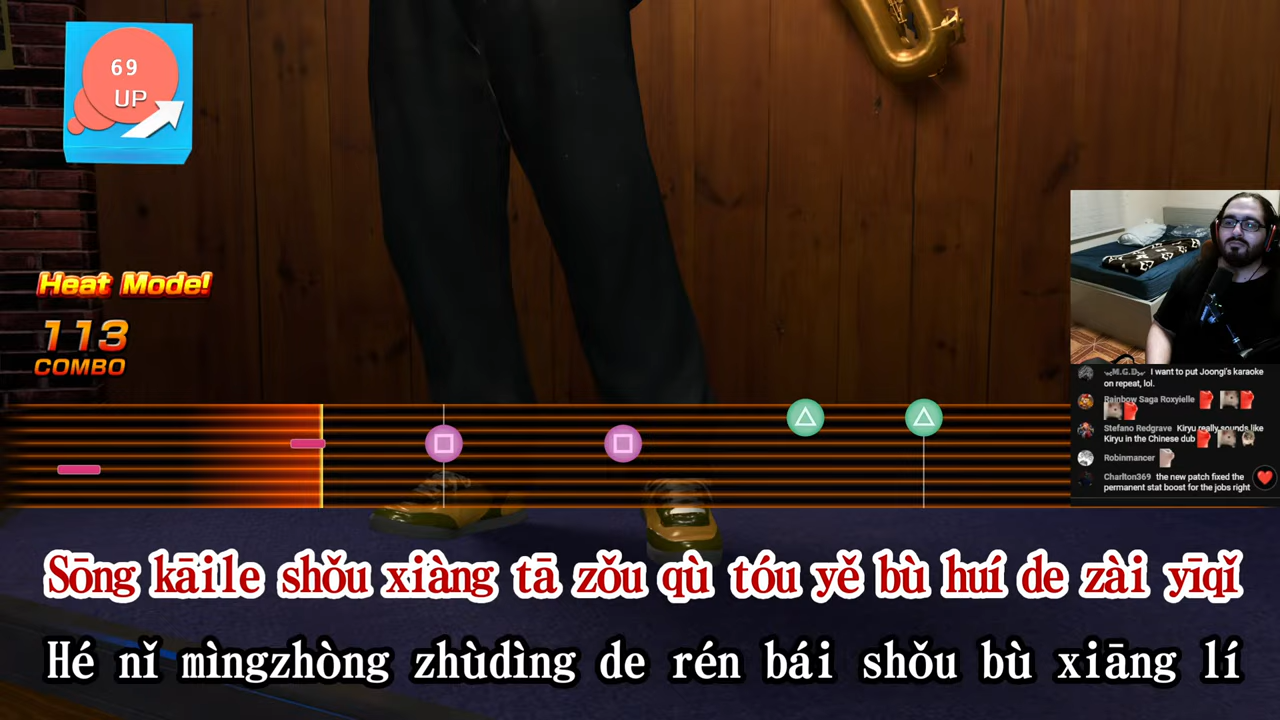 69
UP
Heat Mode!
113
COMBO
M.G.D. I want to put Joongi's karaoke
on repeat, lol.
Rainbow Saga Roxyielle
Stefano Redgrave Kiryu really sounds like
Kiryu in the Chinese dub
Robinmancer
Charlton369 the new patch fixed the
permanent stat boost for the jobs right
Sōng kāile shǒu xiàng tā zǒu qù tóu yě bù huí de zài yīqǐ
Hé nǐ mìngzhòng zhùdìng de rén bái shǒu bù xiāng lí